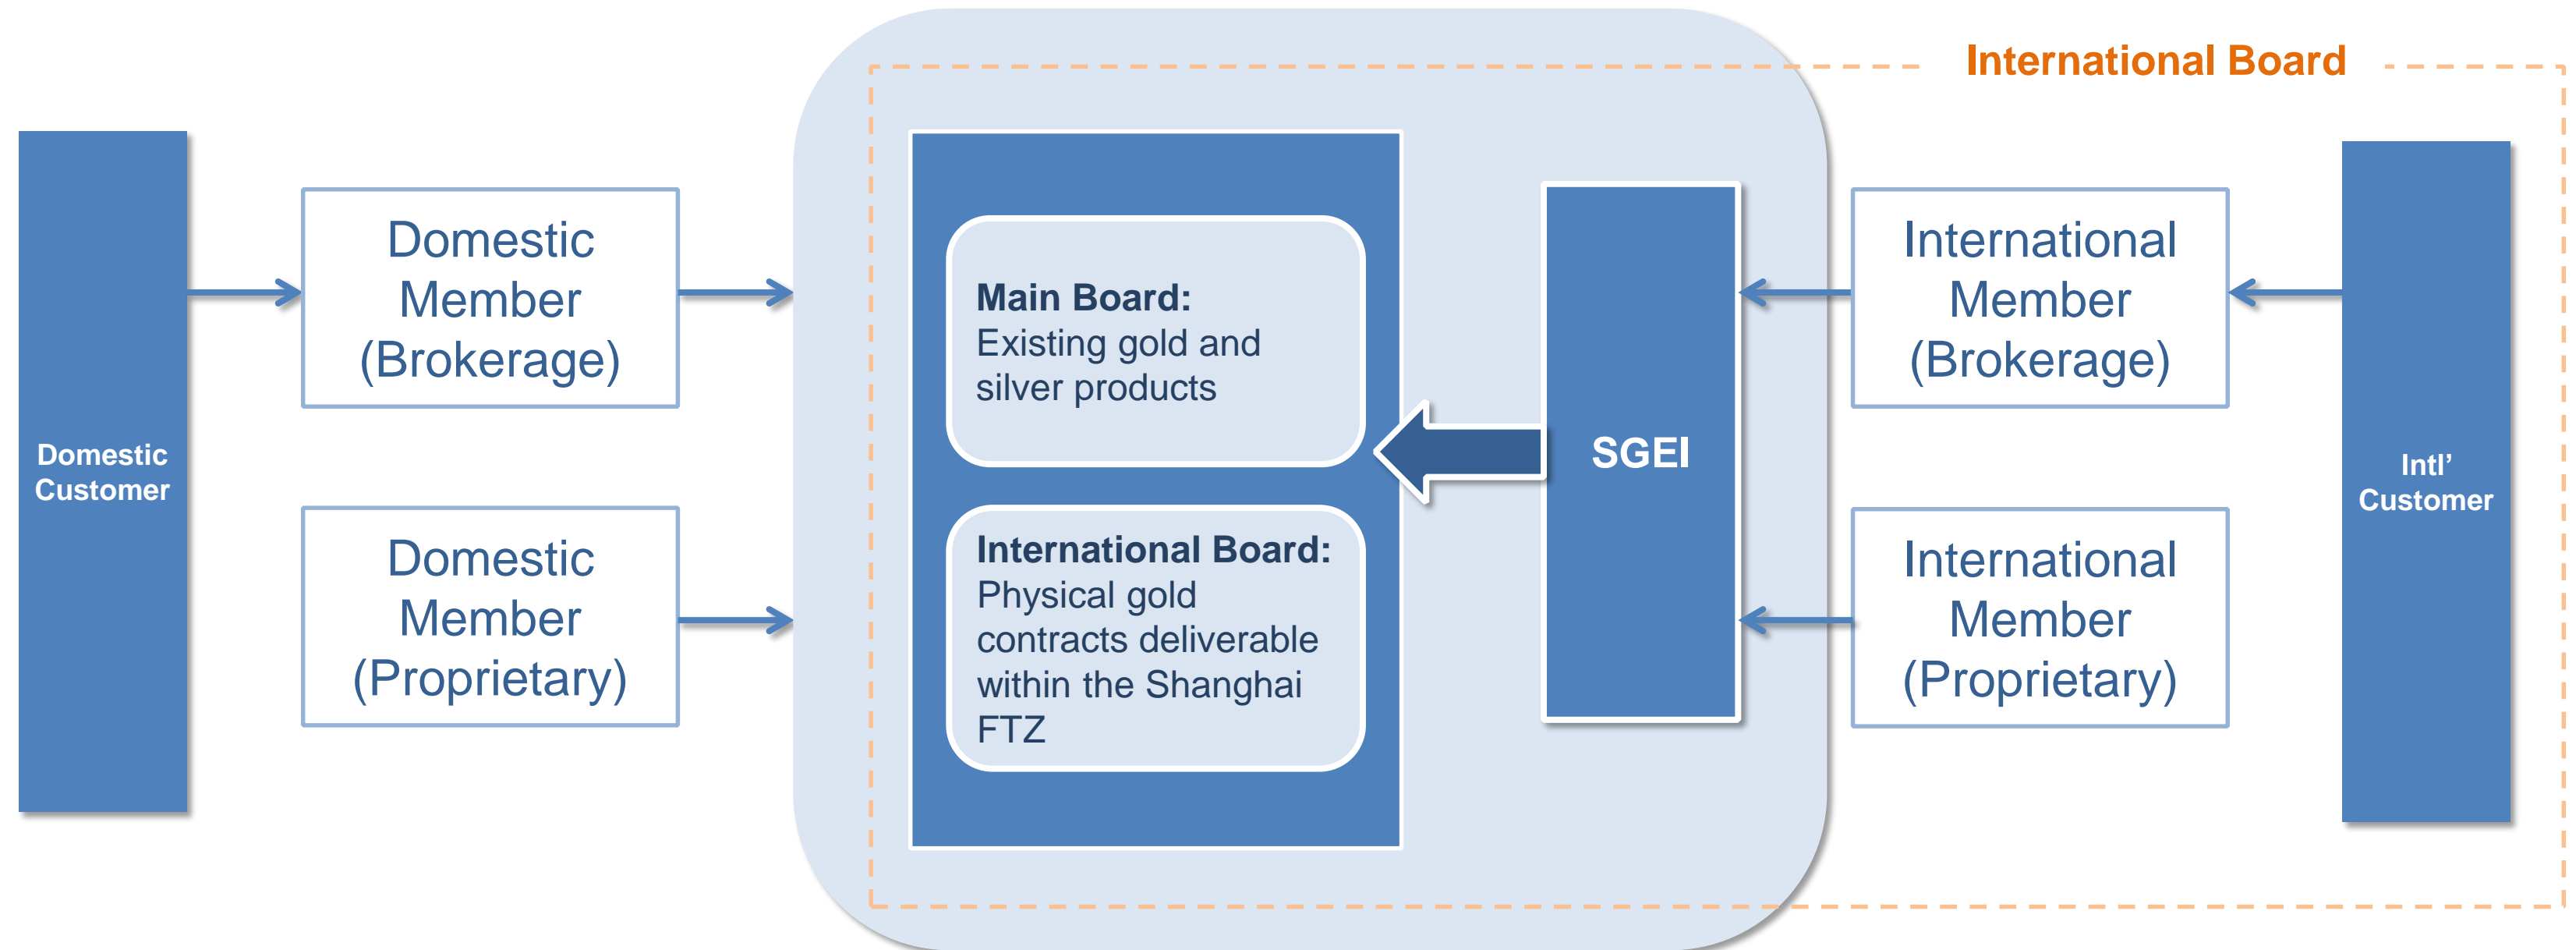 International Board
Domestic
Customer
Domestic
Member
(Brokerage)
Domestic
Member
(Proprietary)
Main Board:
Existing gold and
silver products
International Board:
Physical gold
contracts deliverable
within the Shanghai
FTZ
SGEI
International
Member
(Brokerage)
International
Member
(Proprietary)
Intl’
Customer